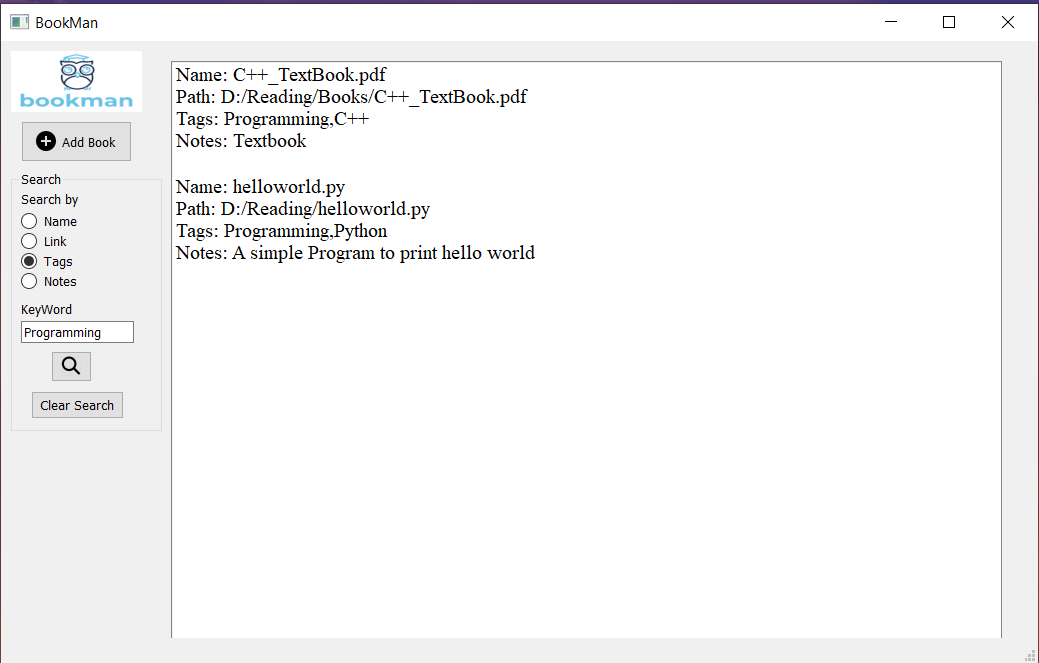 BookMan
bookman
Add Book
Search
Search by
Name
Link
Tags
Notes
KeyWord
Programming
Clear Search
Name: C++_TextBook.pdf
Path: D:/Reading/Books/C++_TextBook.pdf
Tags: Programming,C++
Notes: Textbook
Name: helloworld.py
Path: D:/Reading/helloworld.py
Tags: Programming,Python
Notes: A simple Program to print hello world